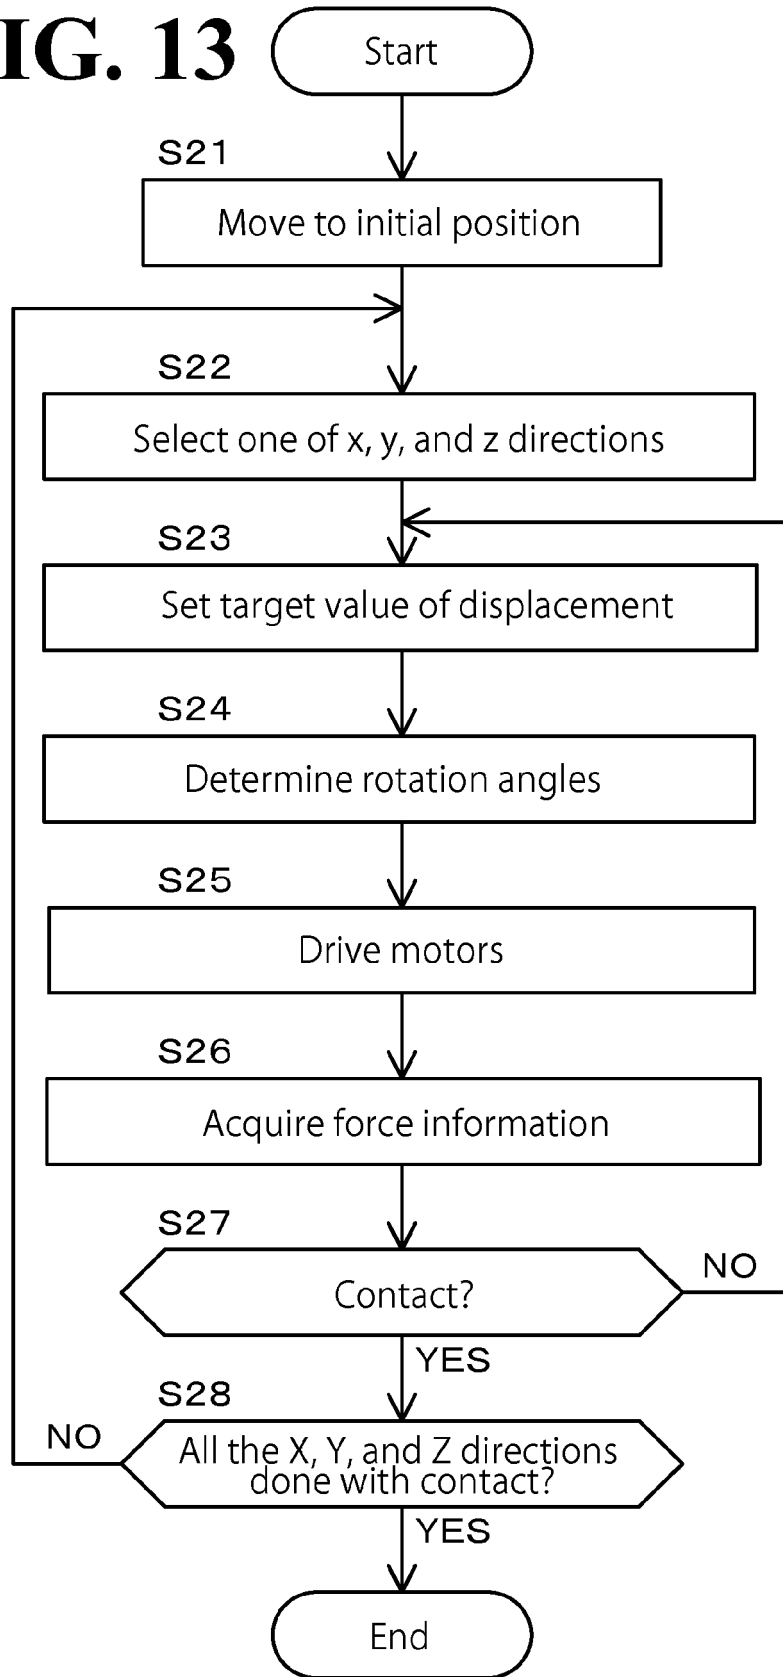 IG. 13
Start
S21
Move to initial position
S22
Select one of x, y, and z directions
S23
Set target value of displacement
S24
Determine rotation angles
S25
Drive motors
S26
Acquire force information
S27
Contact?
NO
YES
S28
NO
All the X, Y, and Z directions
done with contact?
YES
End